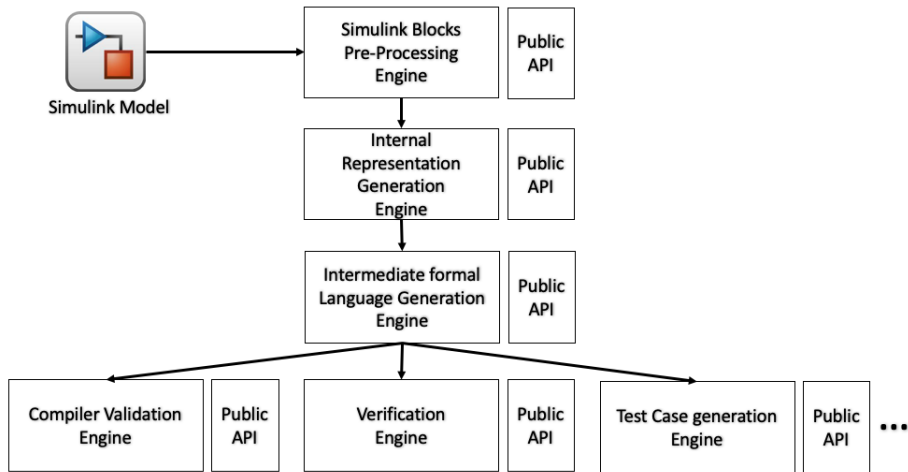 Simulink Blocks
Pre-Processing
Engine
Public
API
Simulink Model
Internal
Representation
Generation
Engine
Public
API
Intermediate formal
Language Generation
Engine
Public
API
Compiler Validation
Engine
Public
API
Verification
Engine
Public
API
Test Case generation
Engine
Public
API
...